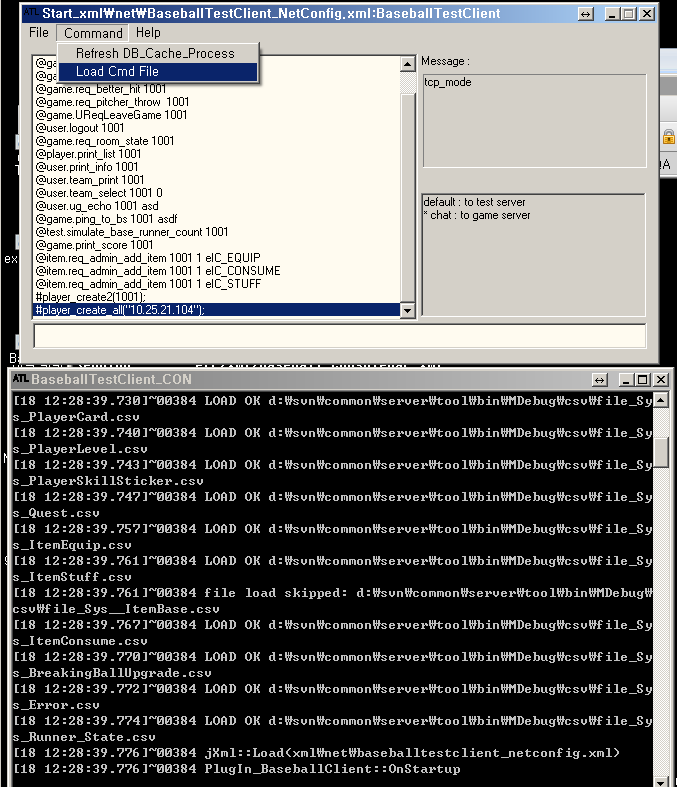 ATL Start_xml₩net₩BaseballTestClient_NetConfig.xml:BaseballTestClient
File Command Help
Refresh DB_Cache_Process
Load Cmd File
@ga
@ga
@game.req_better_hit 1001
@game.req_pitcher_throw 1001
@game.UReqLeaveGame 1001
@user.logout 1001
@game.req_room_state 1001
@player.print_list 1001
@user.print_info 1001
@user.team_print 1001
@user.team_select 1001 0
@user.ug_echo 1001 asd
@game.ping_to_bs 1001 asdf
@test.simulate_base_runner_count 1001
@game.print_score 1001
@item.req_admin_add_item 1001 1 eIC_EQUIP
@item.req_admin_add_item 1001 1 eIC_CONSUME
@item.req_admin_add_item 1001 1 eIC_STUFF
#player_create2(1001);
#player_create_all("10.25.21.104");
Message :
tcp_mode
default : to test server
* chat : to game server
ATL BaseballTestClient_CON
[18 12:28:39.730]~00384 LOAD OK d:₩svn₩common₩server₩tool₩bin₩MDebug₩csv₩file_Sy
s_PlayerCard.csv
[18 12:28:39.740]~00384 LOAD OK d:₩svn₩common₩server₩tool₩bin₩MDebug₩csv₩file_Sy
s_PlayerLevel.csv
[18 12:28:39.743]~00384 LOAD OK d:₩svn₩common₩server₩tool₩bin₩MDebug₩csv₩file_Sy
s_PlayerSkillSticker.csv
[18 12:28:39.747]~00384 LOAD OK d:₩svn₩common₩server₩tool₩bin₩MDebug₩csv₩file_Sy
s_Quest.csv
[18 12:28:39.757]~00384 LOAD OK d:₩svn₩common₩server₩tool₩bin₩MDebug₩csv₩file_Sy
s_ItemEquip.csv
[18 12:28:39.761]~00384 LOAD OK d:₩svn₩common₩server₩tool₩bin₩MDebug₩csv₩file_Sy
s_ItemStuff.csv
[18 12:28:39.761]~00384 file load skipped: d:₩svn₩common₩server₩tool₩bin₩MDebug₩
csv₩file_Sys__ItemBase.csv
[18 12:28:39.767]~00384 LOAD OK d:₩svn₩common₩server₩tool₩bin₩MDebug₩csv₩file_Sy
s_ItemConsume.csv
[18 12:28:39.770]~00384 LOAD OK d:₩svn₩common₩server₩tool₩bin₩MDebug₩csv₩file_Sy
s_BreakingBallUpgrade.csv
[18 12:28:39.772]~00384 LOAD OK d:₩svn₩common₩server₩tool₩bin₩MDebug₩csv₩file_Sy
s_Error.csv
[18 12:28:39.774]~00384 LOAD OK d:₩svn₩common₩server₩tool₩bin₩MDebug₩csv₩file_Sy
s_Runner_State.csv
[18 12:28:39.776]~00384 jXml::Load(xml₩net₩baseballtestclient_netconfig.xml)
[18 12:28:39.776]~00384 PlugIn_BaseballClient::OnStartup